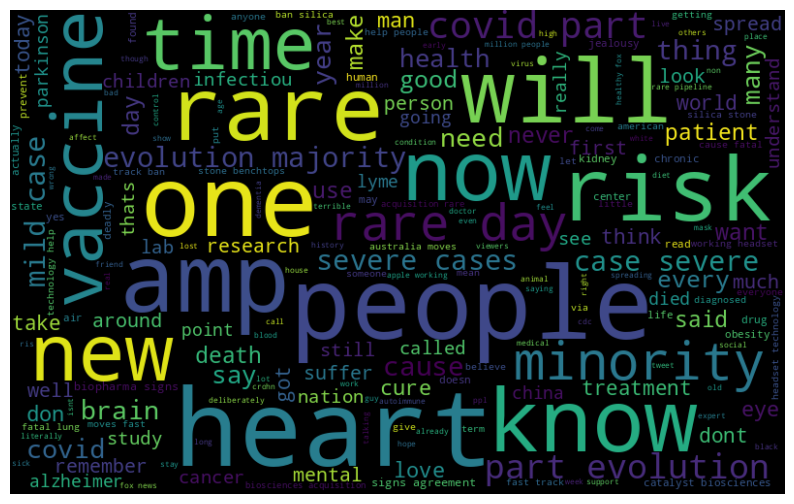 people
heart
rare
one
risk
will
now
know
new
amp
time
vaccine
minority
rare day
covid part
part evolution
evolution majority
severe cases
case severe
mild case
brain
covid
man
spread
thing
year
make
health
good
person
going
look
really
many
world
need
never
first
patient
understand
today
parkinson
children
infectiou
day
use
lyme
thats
lab
research
see
think
want
every
much
take
around
point
death
say
still
called
cause
suffer
got
cure
died
said
treatment
nation
china
eye
well
don
study
remember
cancer
mental
love
dont
alzheimer
biopharma signs
signs agreement
biosciences acquisition
catalyst biosciences
fast track
obesity
drug
life
via
diagnosed
read
working headset
headset technology
technology help
help people
million people
ban silica
silica stone
stone benchtops
track ban
australia moves
moves fast
acquisition rare
rare pipeline
cause fatal
fatal lung
healthy fox
fox news
apple working
viewers
anyone
jealousy
getting
best
though
found
prevent
actually
affect
bad
control
show
put
age
human
million
virus
early
high
live
others
place
non
american
kidney
chronic
condition
come
white
let
center
diet
little
mask
doctor
even
feel
may
dementia
terrible
made
wrong
state
yes
deadly
lost
history
house
someone
mean
animal
saying
spreading
right
everyone
friend
real
air
ris
call
blood
lot
isnt
literally
sick
stay
long
crohn
deliberately
work
guy
autoimmune
ppl
talking
hope
give
already
term
doesn
believe
medical
social
cdc
tweet
old
expert
week
support
black